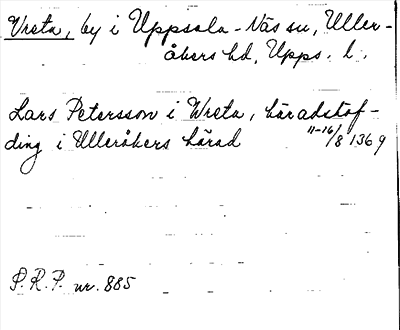 Vreta, by i Uppsala-Näs sn, Uller-
åkers hd, Upps. l.
Lars Petersson i Wreta, häradshöf-
ding i Ulleråkers härad 11-16/8 1369
P.R.P. nr. 885